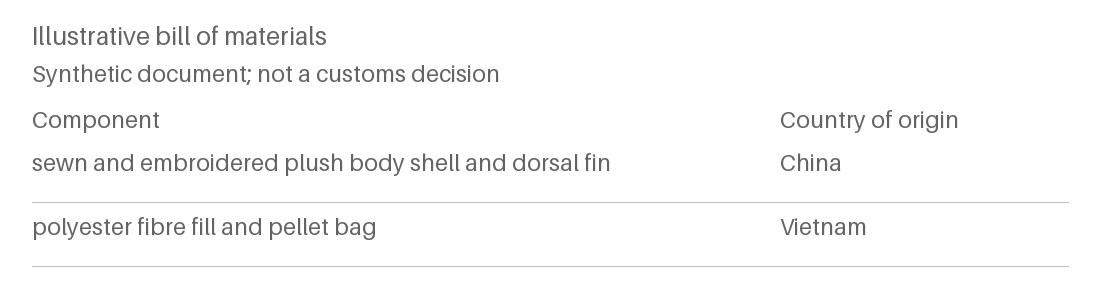 Illustrative bill of materials
Synthetic document; not a customs decision
Component Country of origin
sewn and embroidered plush body shell and dorsal fin China
polyester fibre fill and pellet bag Vietnam